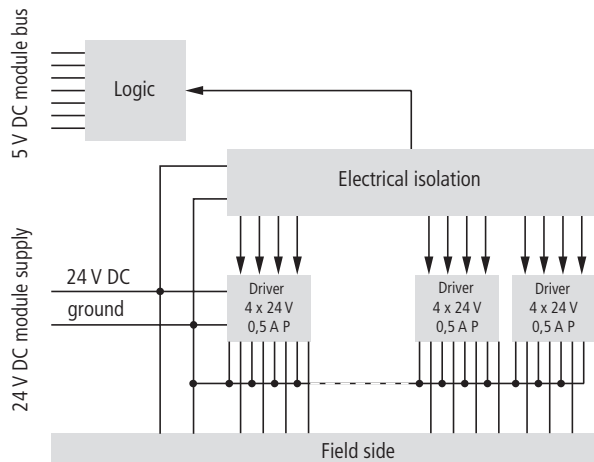 5 V DC module bus
Logic
Electrical isolation
24 V DC module supply
24 V DC
ground
Driver
4 x 24 V
0,5 A P
Driver
4 x 24 V
0,5 A P
Driver
4 x 24 V
0,5 A P
Field side